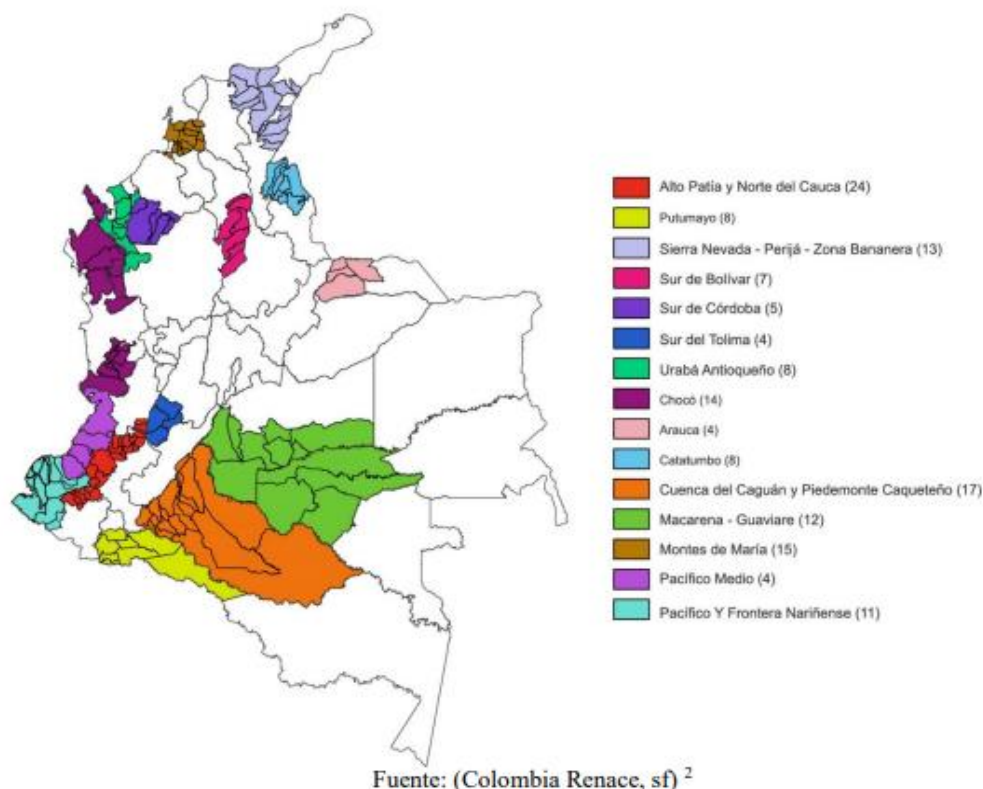 Alto Patía y Norte del Cauca (24)
Putumayo (8)
Sierra Nevada - Perijá - Zona Bananera (13)
Sur de Bolívar (7)
Sur de Córdoba (5)
Sur del Tolima (4)
Urabá Antioqueño (8)
Chocó (14)
Arauca (4)
Catatumbo (8)
Cuenca del Caguán y Piedemonte Caqueteño (17)
Macarena - Guaviare (12)
Montes de María (15)
Pacífico Medio (4)
Pacífico Y Frontera Nariñense (11)
Fuente: (Colombia Renace, sf) 2